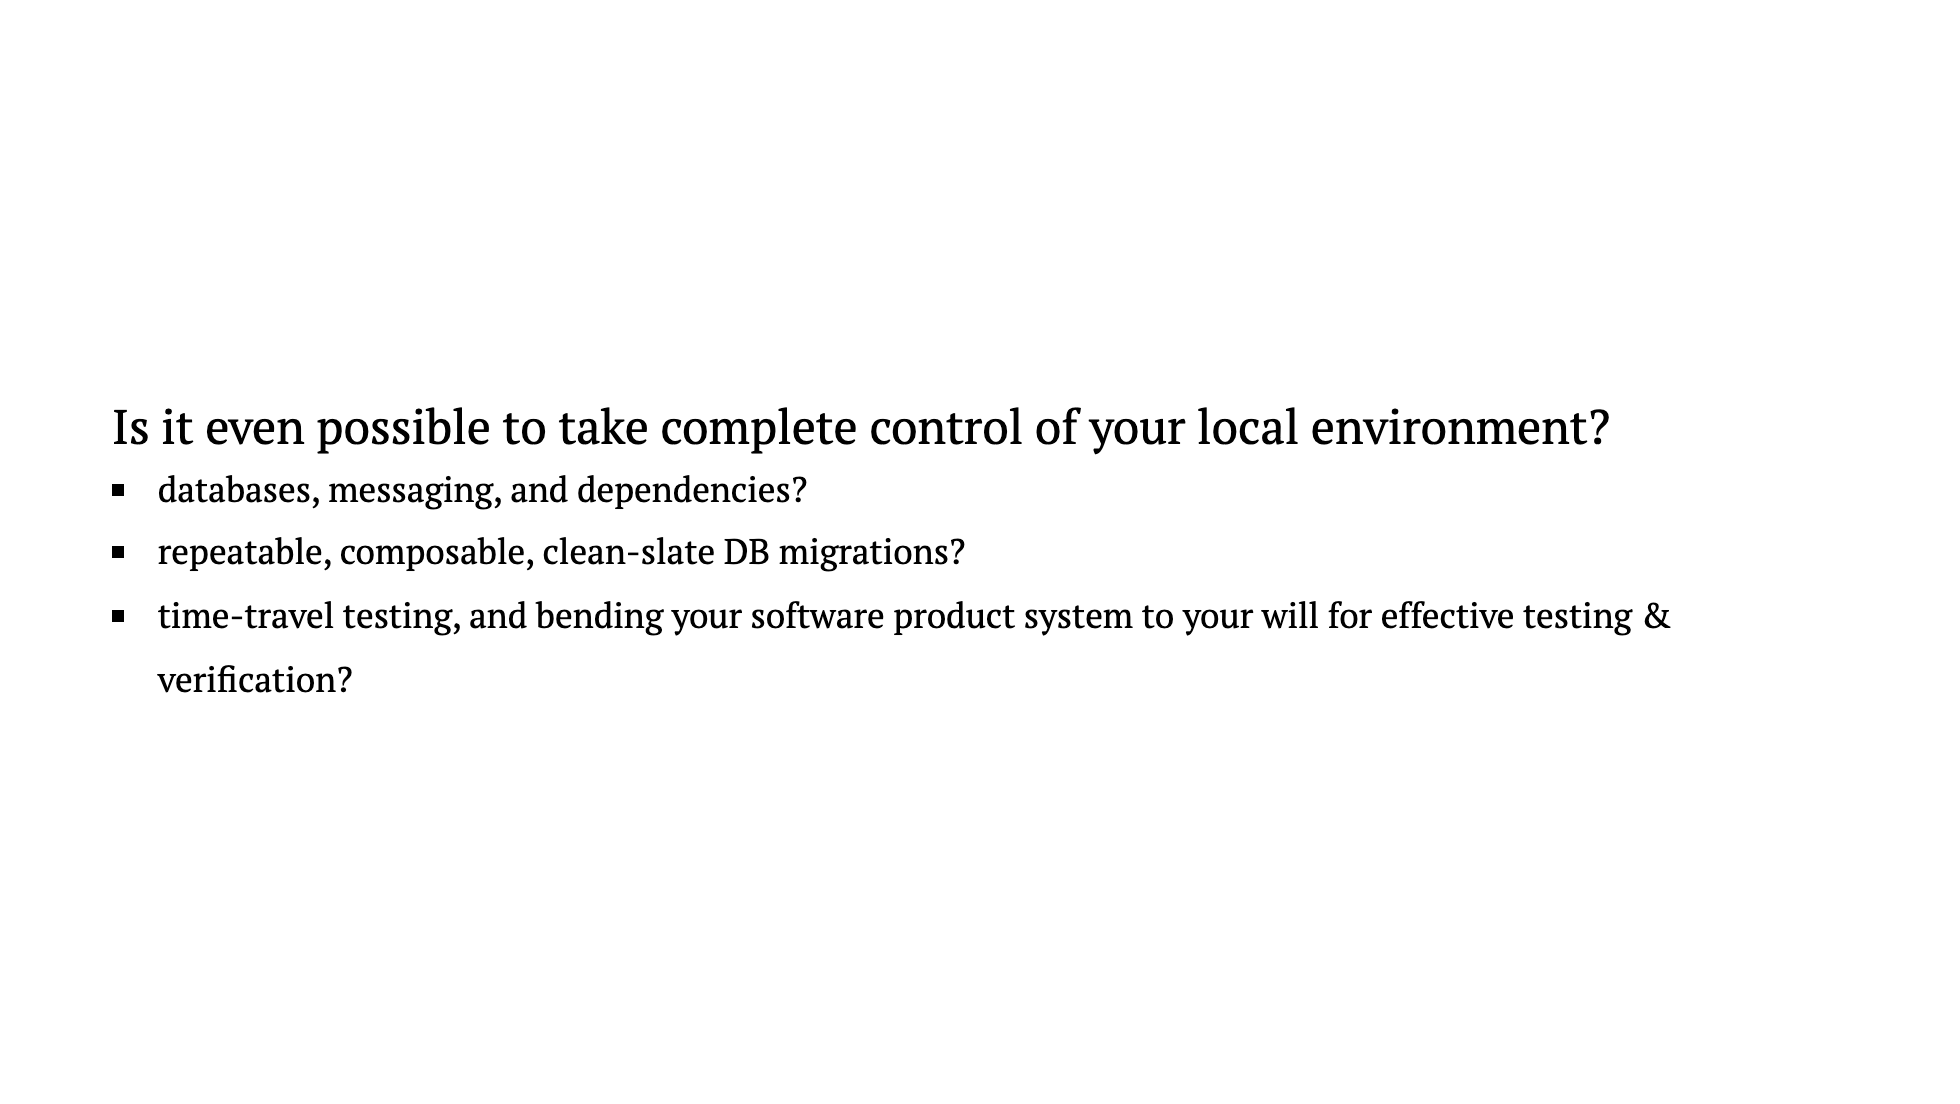 Is it even possible to take complete control of your local environment?
▪ databases, messaging, and dependencies?
▪ repeatable, composable, clean-slate DB migrations?
▪ time-travel testing, and bending your software product system to your will for effective testing &
verification?